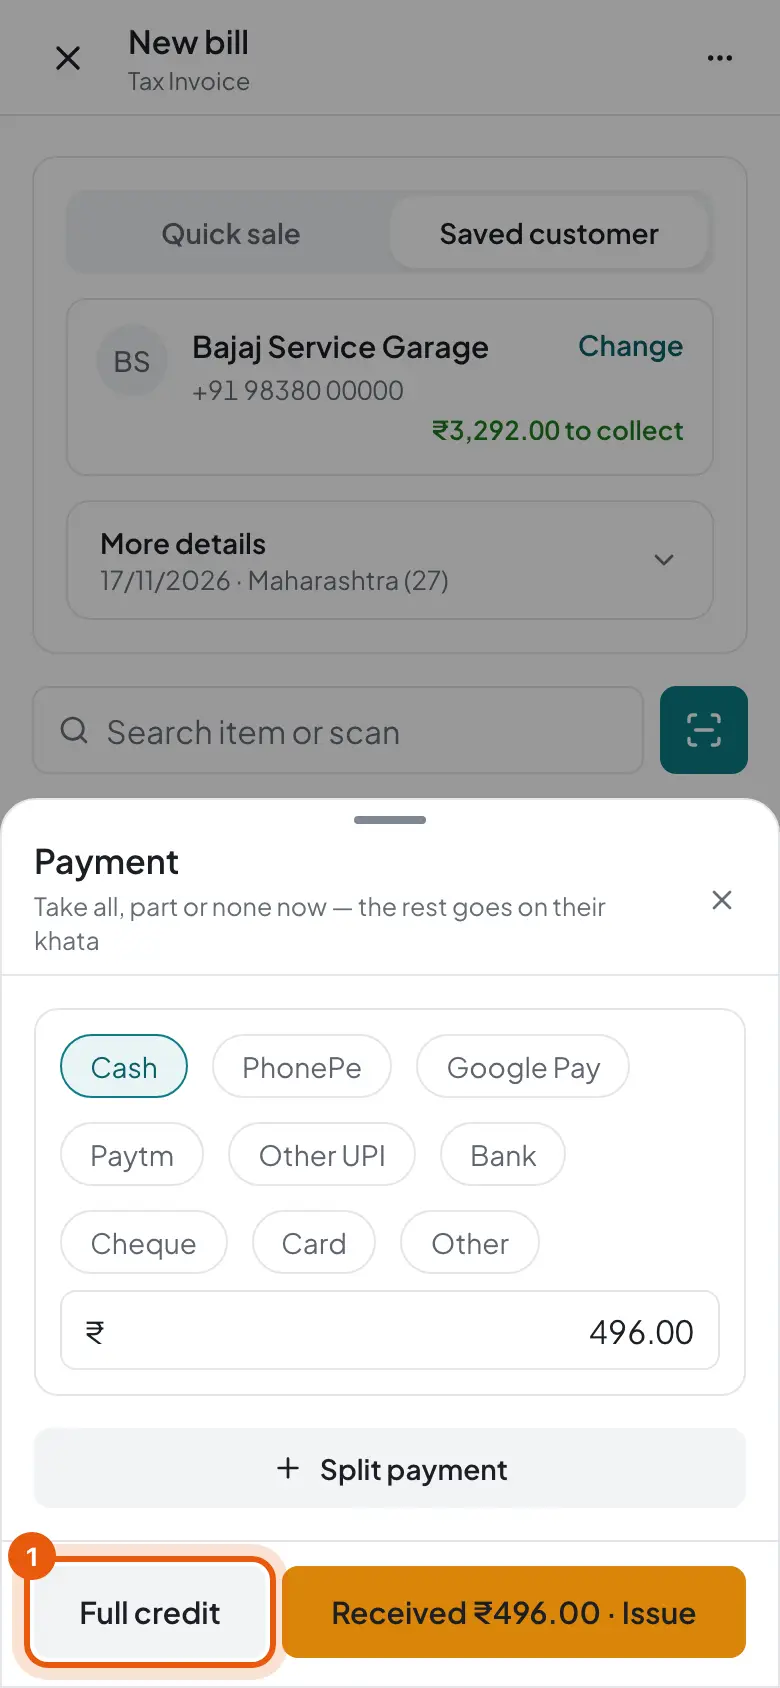 New bill
Tax Invoice
Quick sale
Saved customer
BS
Bajaj Service Garage
Change
+91 98380 00000
₹3,292.00 to collect
More details
17/11/2026 · Maharashtra (27)
Search item or scan
Payment
Take all, part or none now — the rest goes on their
khata
Cash
PhonePe
Google Pay
Paytm
Other UPI
Bank
Cheque
Card
Other
₹ 496.00
+ Split payment
1
Full credit
Received ₹496.00 · Issue